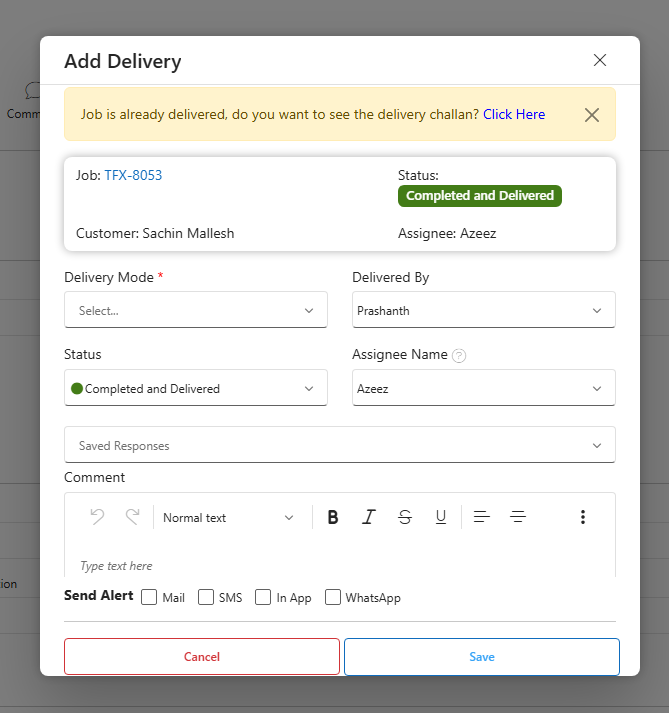 Add Delivery
Comm
Job is already delivered, do you want to see the delivery challan? Click Here
Job: TFX-8053
Status:
Completed and Delivered
Customer: Sachin Mallesh
Assignee: Azeez
Delivery Mode *
Delivered By
Select...
Prashanth
Status
Assignee Name ?
Completed and Delivered
Azeez
Saved Responses
Comment
Normal text
B I S U
Type text here
tion
Send Alert Mail SMS In App WhatsApp
Cancel
Save